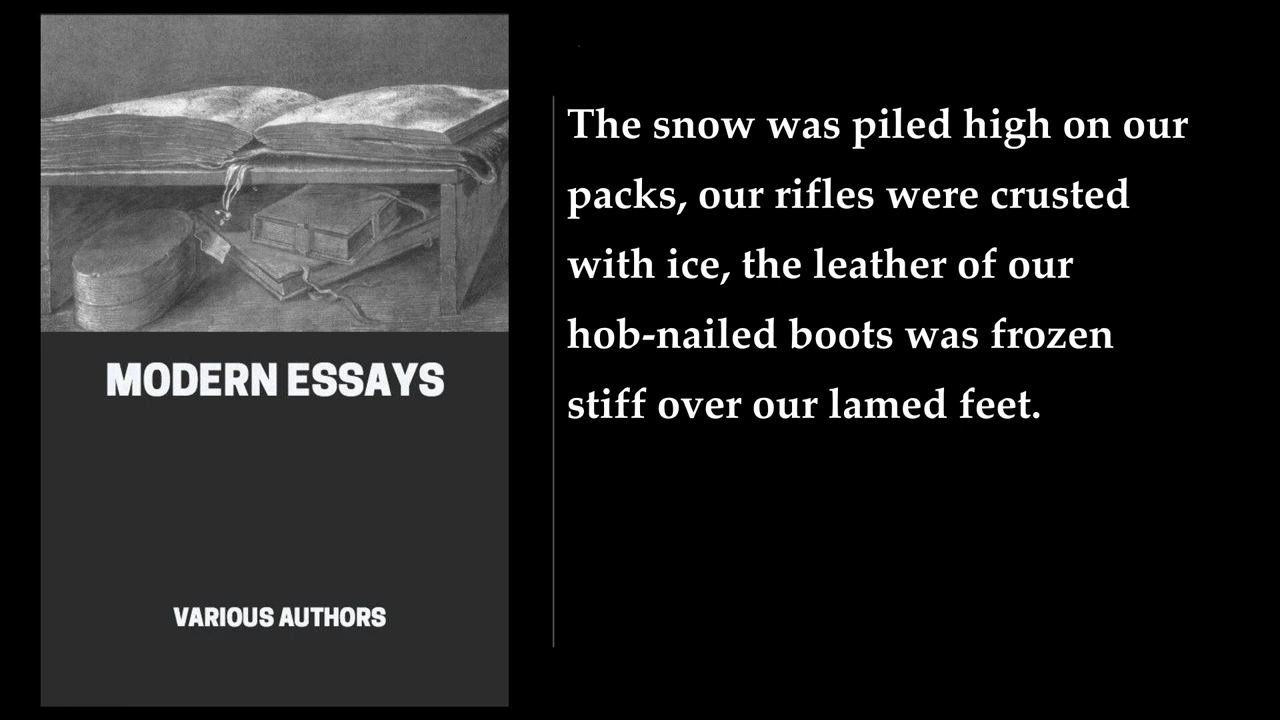 MODERN ESSAYS
VARIOUS AUTHORS
The snow was piled high on our
packs, our rifles were crusted
with ice, the leather of our
hob-nailed boots was frozen
stiff over our lamed feet.